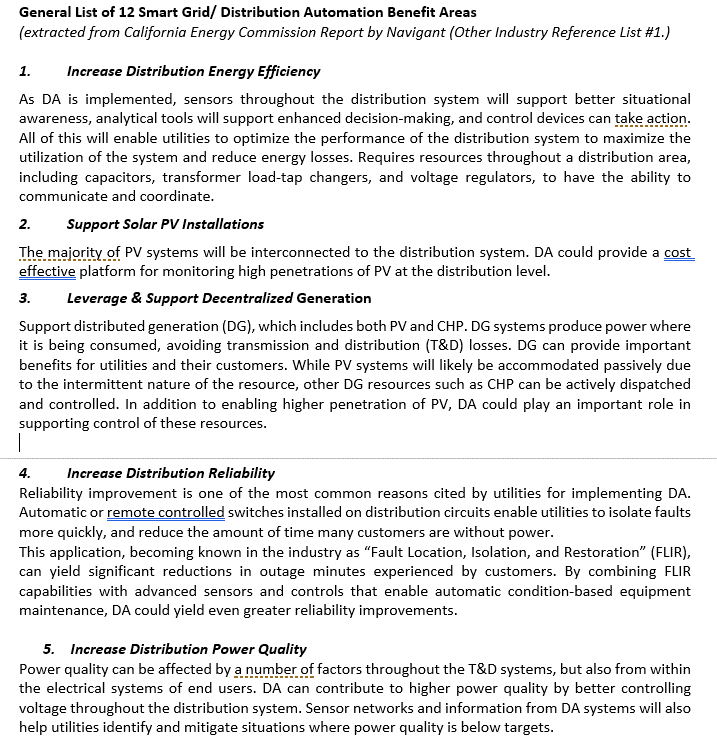 General List of 12 Smart Grid/ Distribution Automation Benefit Areas
(extracted from California Energy Commission Report by Navigant (Other Industry Reference List #1.)
1. Increase Distribution Energy Efficiency
As DA is implemented, sensors throughout the distribution system will support better situational
awareness, analytical tools will support enhanced decision-making, and control devices can take action.
All of this will enable utilities to optimize the performance of the distribution system to maximize the
utilization of the system and reduce energy losses. Requires resources throughout a distribution area,
including capacitors, transformer load-tap changers, and voltage regulators, to have the ability to
communicate and coordinate.
2. Support Solar PV Installations
The majority of PV systems will be interconnected to the distribution system. DA could provide a cost
effective platform for monitoring high penetrations of PV at the distribution level.
3. Leverage & Support Decentralized Generation
Support distributed generation (DG), which includes both PV and CHP. DG systems produce power where
it is being consumed, avoiding transmission and distribution (T&D) losses. DG can provide important
benefits for utilities and their customers. While PV systems will likely be accommodated passively due
to the intermittent nature of the resource, other DG resources such as CHP can be actively dispatched
and controlled. In addition to enabling higher penetration of PV, DA could play an important role in
supporting control of these resources.
4. Increase Distribution Reliability
Reliability improvement is one of the most common reasons cited by utilities for implementing DA.
Automatic or remote controlled switches installed on distribution circuits enable utilities to isolate faults
more quickly, and reduce the amount of time many customers are without power.
This application, becoming known in the industry as “Fault Location, Isolation, and Restoration” (FLIR),
can yield significant reductions in outage minutes experienced by customers. By combining FLIR
capabilities with advanced sensors and controls that enable automatic condition-based equipment
maintenance, DA could yield even greater reliability improvements.
5. Increase Distribution Power Quality
Power quality can be affected by a number of factors throughout the T&D systems, but also from within
the electrical systems of end users. DA can contribute to higher power quality by better controlling
voltage throughout the distribution system. Sensor networks and information from DA systems will also
help utilities identify and mitigate situations where power quality is below targets.